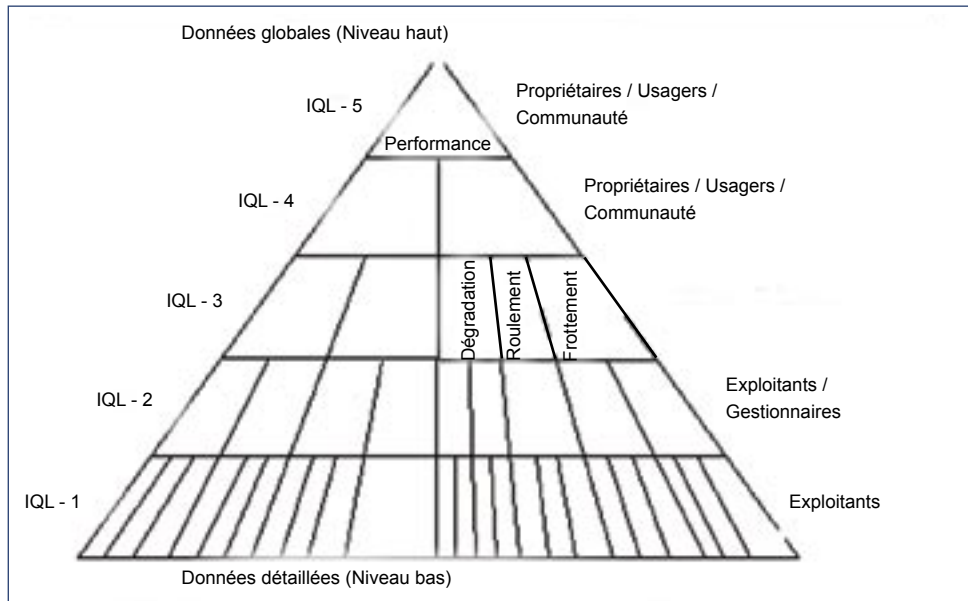 Données globales (Niveau haut)
IQL - 5
Propriétaires / Usagers /
Communauté
Performance
IQL - 4
Propriétaires / Usagers /
Communauté
IQL - 3
Dégradation
Roulement
Frottement
IQL - 2
Exploitants /
Gestionnaires
IQL - 1
Exploitants
Données détaillées (Niveau bas)